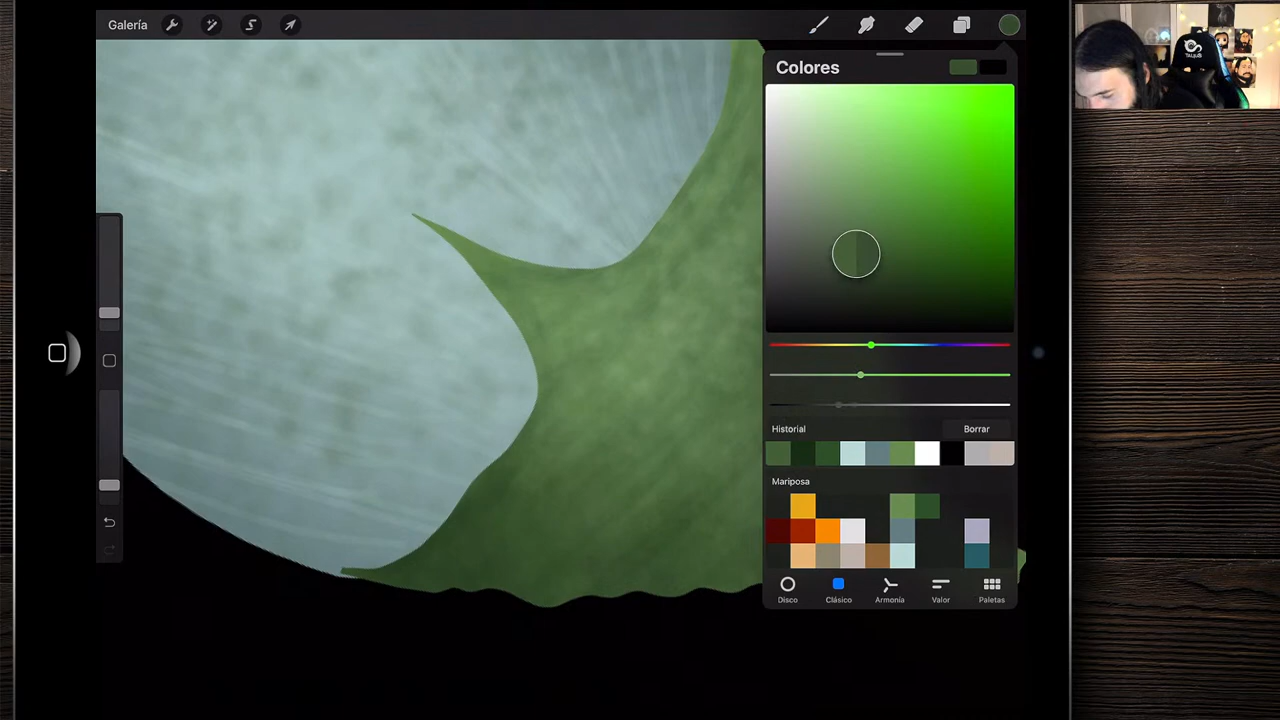 Galería
Colores
Historial
Borrar
Mariposa
Disco
Clásico
Armonía
Valor
Paletas